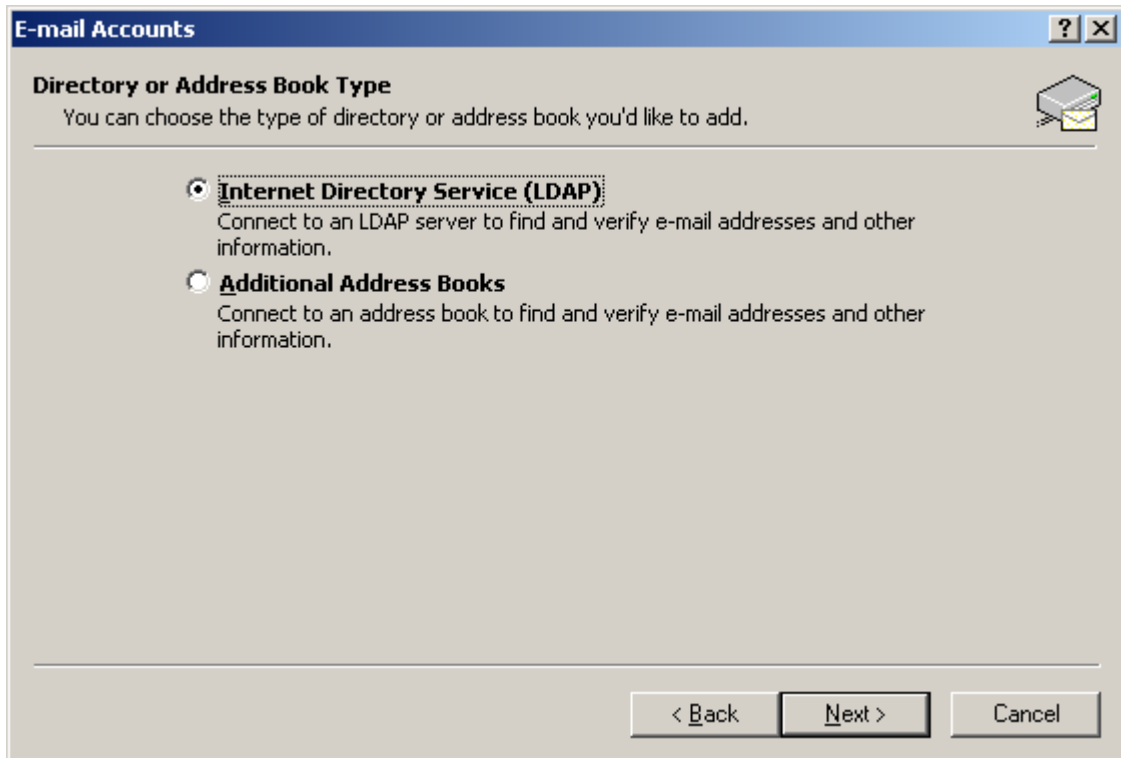 E-mail Accounts
Directory or Address Book Type
You can choose the type of directory or address book you'd like to add.
Internet Directory Service (LDAP)
Connect to an LDAP server to find and verify e-mail addresses and other
information.
Additional Address Books
Connect to an address book to find and verify e-mail addresses and other
information.
< Back
Next >
Cancel